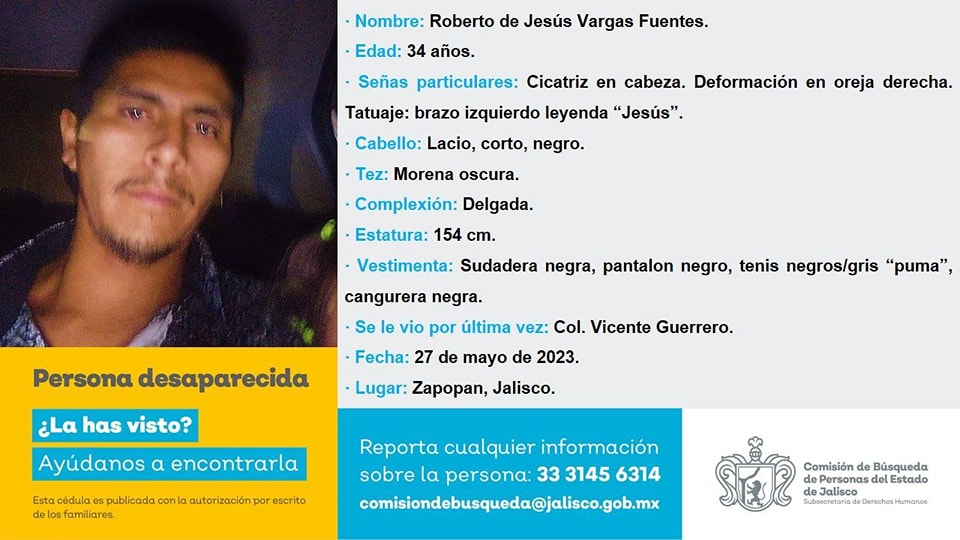 · Nombre: Roberto de Jesús Vargas Fuentes.
· Edad: 34 años.
· Señas particulares: Cicatriz en cabeza. Deformación en oreja derecha.
Tatuaje: brazo izquierdo leyenda “Jesús”.
· Cabello: Lacio, corto, negro.
· Tez: Morena oscura.
· Complexión: Delgada.
· Estatura: 154 cm.
· Vestimenta: Sudadera negra, pantalon negro, tenis negros/gris “puma”,
cangurera negra.
· Se le vio por última vez: Col. Vicente Guerrero.
· Fecha: 27 de mayo de 2023.
· Lugar: Zapopan, Jalisco.
Persona desaparecida
¿La has visto?
Ayúdanos a encontrarla
Esta cédula es publicada con la autorización por escrito
de los familiares.
Reporta cualquier información
sobre la persona: 33 3145 6314
comisiondebusqueda@jalisco.gob.mx
Comisión de Búsqueda
de Personas del Estado
de Jalisco
Subsecretaría de Derechos Humanos